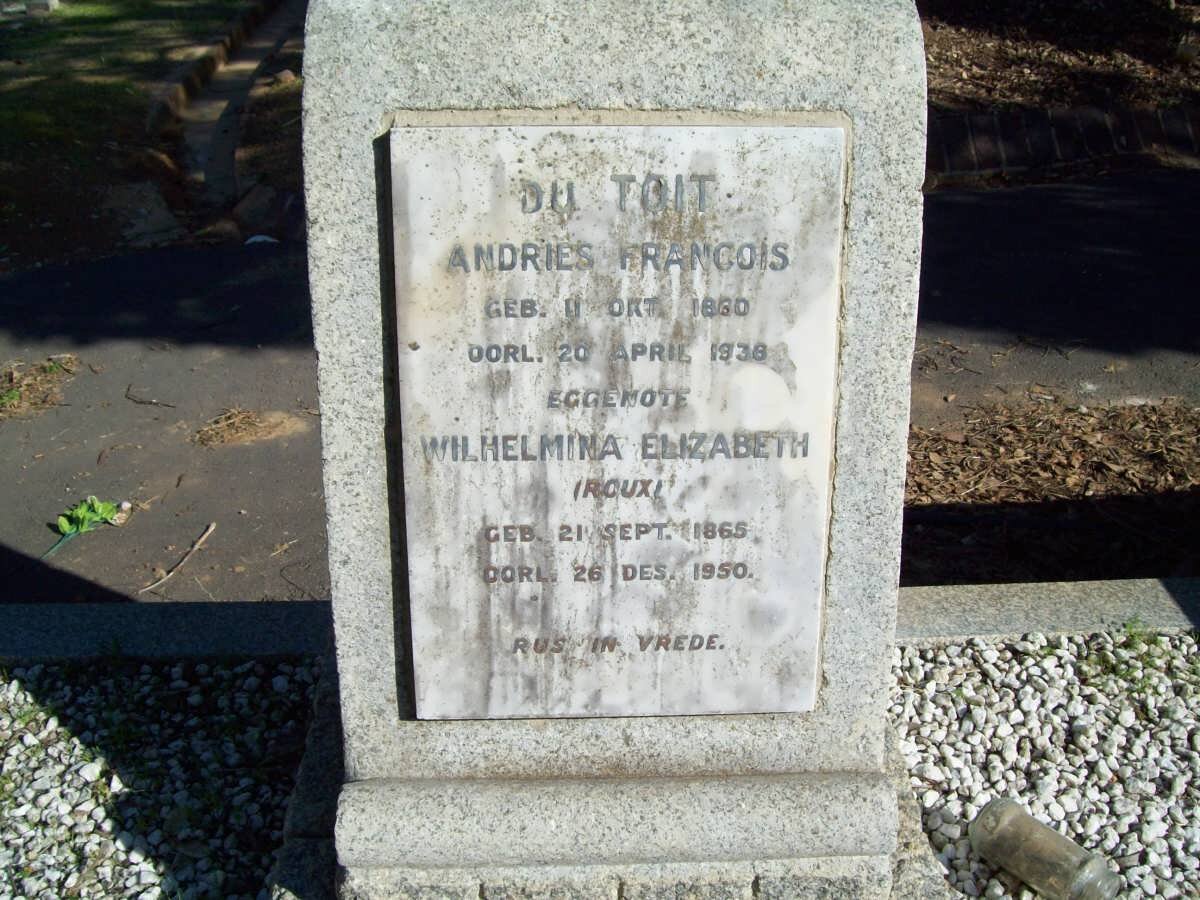 DU TOIT
ANDRIES FRANCOIS
GEB. 11 OKT. 1860
OORL. 20 APRIL 1938
EGGENOTE
WILHELMINA ELIZABETH
(ROUX)
GEB. 21 SEPT. 1865
OORL. 26 DES. 1950.
RUS IN VREDE.